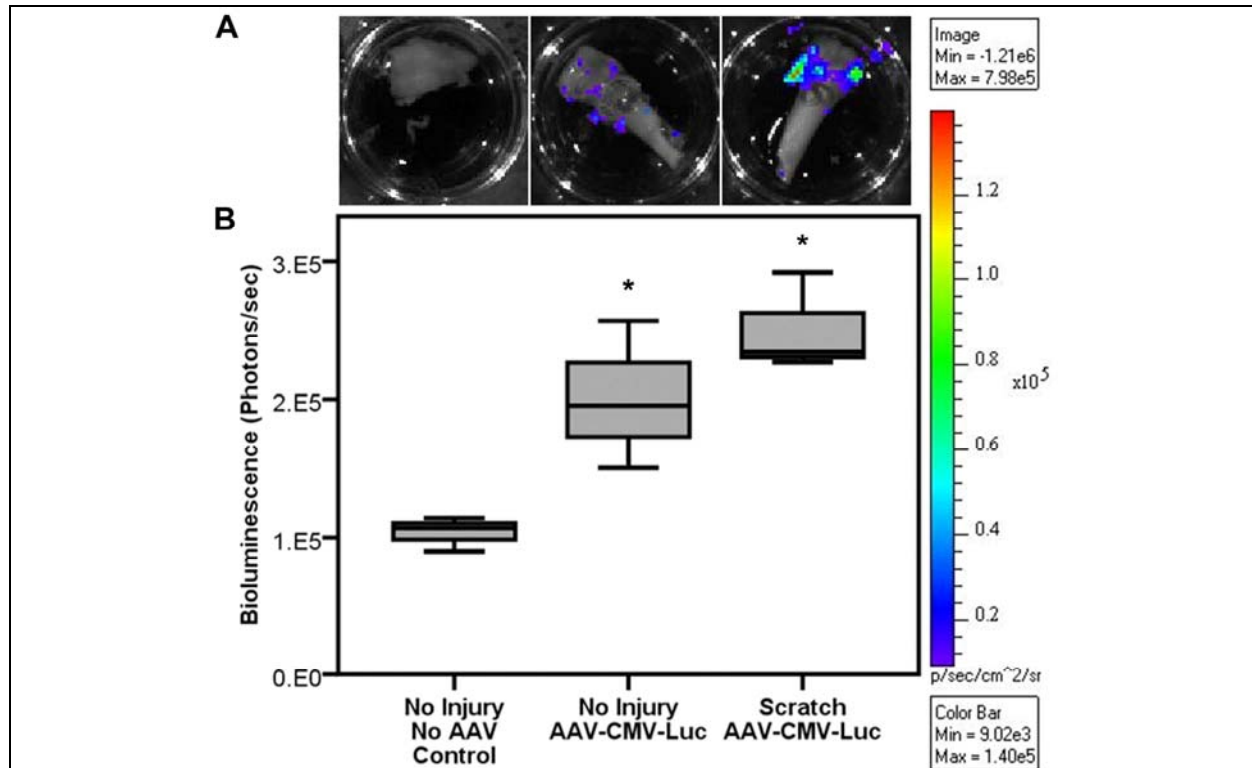 A
Image
Min = -1.21e6
Max = 7.98e5
B
Bioluminescence (Photons/sec)
3.E5
2.E5
1.E5
0.E0
*
*
No Injury
No AAV
Control
No Injury
AAV-CMV-Luc
Scratch
AAV-CMV-Luc
1.2
1.0
0.8
x10^5
0.6
0.4
0.2
p/sec/cm^2/sr
Color Bar
Min = 9.02e3
Max = 1.40e5